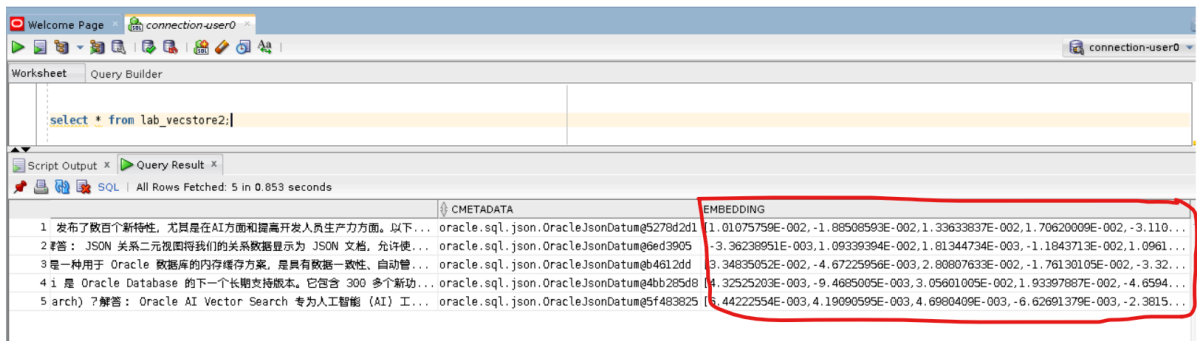 Welcome Page connection-user0
connection-user0
Worksheet Query Builder
select * from lab_vecstore2;
Script Output Query Result
SQL All Rows Fetched: 5 in 0.853 seconds
CMETADATA EMBEDDING
1 发布了数百个新特性，尤其是在AI方面和提高开发人员生产力方面。以下... oracle.sql.json.OracleJsonDatum@5278d2d1 [1.01075759E-002,-1.88508593E-002,1.33633837E-002,1.70620009E-002,-3.110...
2 解答： JSON 关系二元视图将我们的关系数据显示为 JSON 文档，允许使... oracle.sql.json.OracleJsonDatum@6ed3905 [-3.36238951E-003,1.09339394E-002,1.81344734E-003,-1.1843713E-002,1.0961...
3 是一种用于 Oracle 数据库的内存缓存方案，是具有数据一致性、自动管... oracle.sql.json.OracleJsonDatum@b4612dd [3.34835052E-002,-4.67225956E-003,2.80807633E-002,-1.76130105E-002,-3.32...
4 i 是 Oracle Database 的下一个长期支持版本。它包含 300 多个新功... oracle.sql.json.OracleJsonDatum@4bb285d8 [4.32525203E-003,-9.4685005E-003,3.05601005E-002,1.93397887E-002,-4.6594...
5 arch) ？解答： Oracle AI Vector Search 专为人工智能 (AI) 工... oracle.sql.json.OracleJsonDatum@5f483825 [6.44222554E-003,4.19090595E-003,4.6980409E-003,-6.62691379E-003,-2.3815...